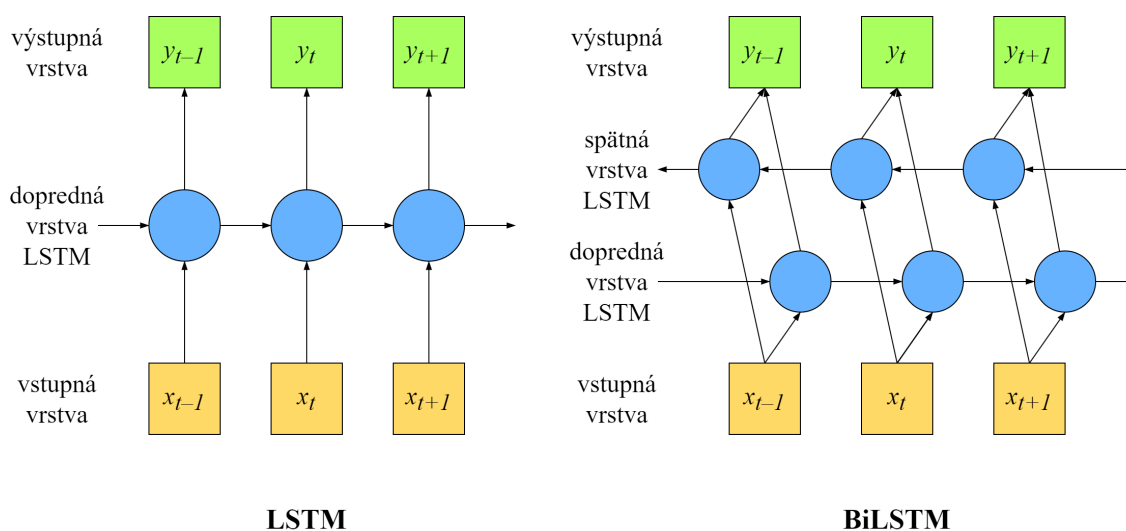 výstupná
vrstva
y_{t–1}
y_t
y_{t+1}
dopredná
vrstva
LSTM
vstupná
vrstva
x_{t–1}
x_t
x_{t+1}
LSTM
výstupná
vrstva
y_{t–1}
y_t
y_{t+1}
spätná
vrstva
LSTM
dopredná
vrstva
LSTM
vstupná
vrstva
x_{t–1}
x_t
x_{t+1}
BiLSTM